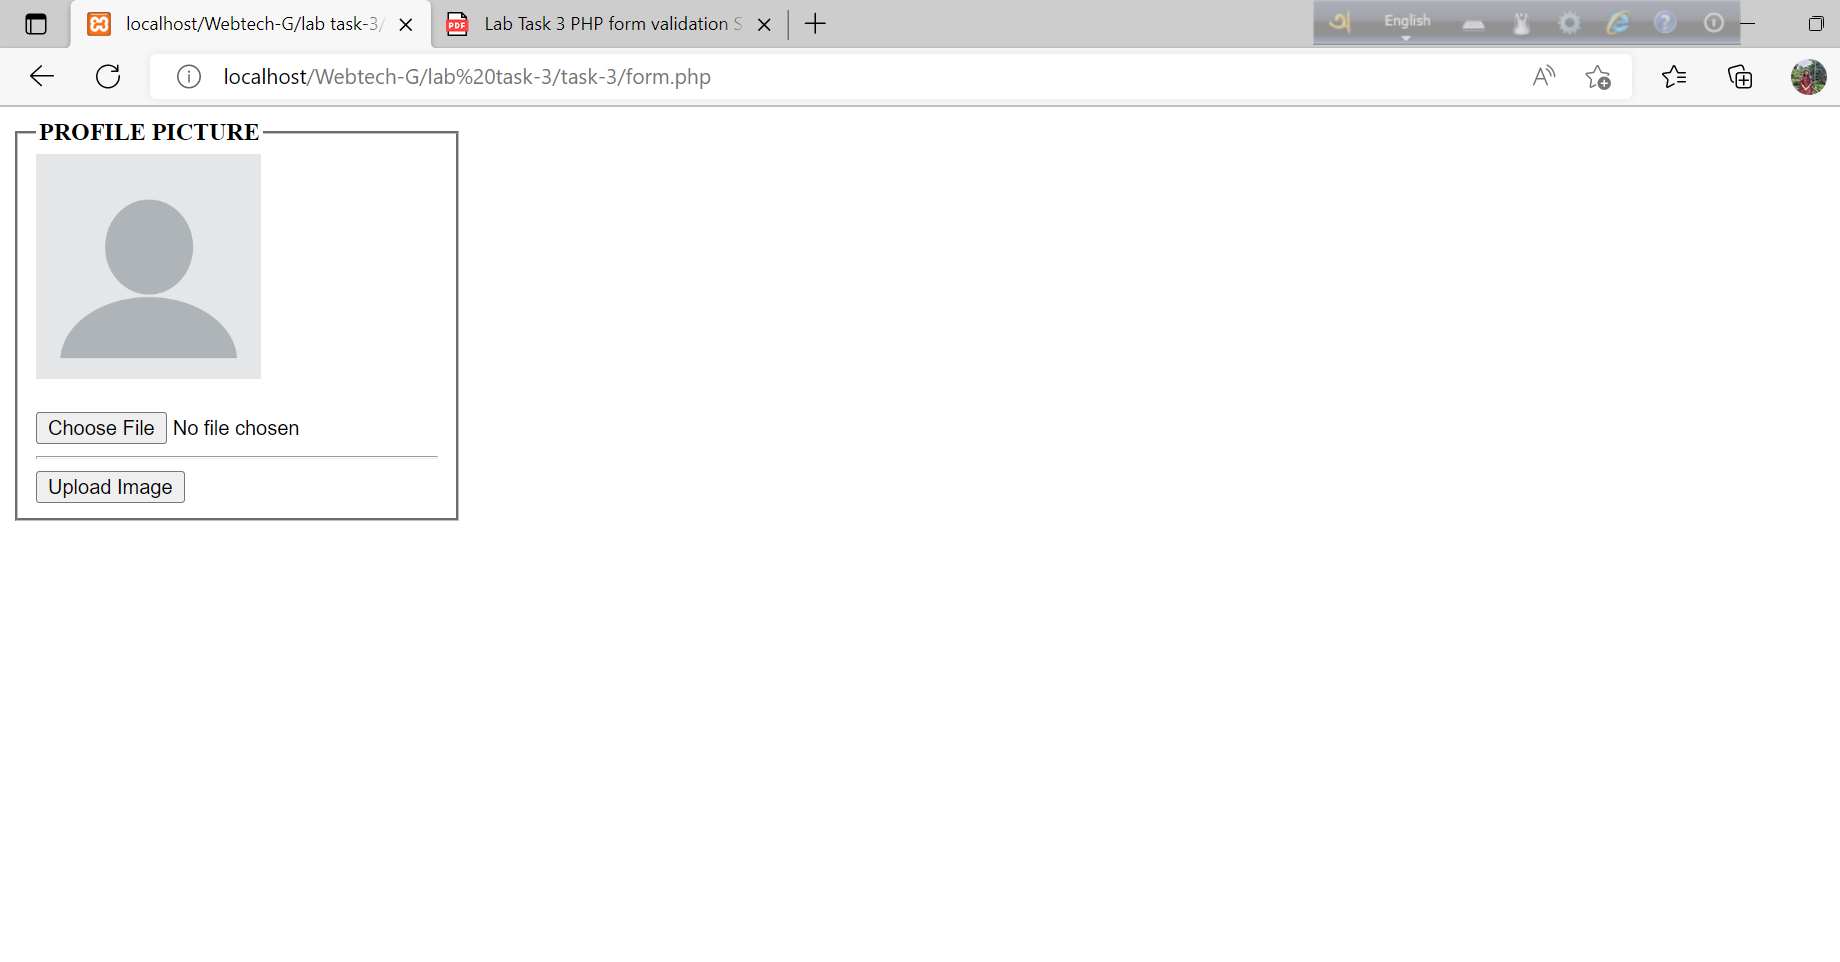 localhost/Webtech-G/lab task-3/
Lab Task 3 PHP form validation S
অ English
localhost/Webtech-G/lab%20task-3/task-3/form.php
PROFILE PICTURE
Choose File No file chosen
Upload Image